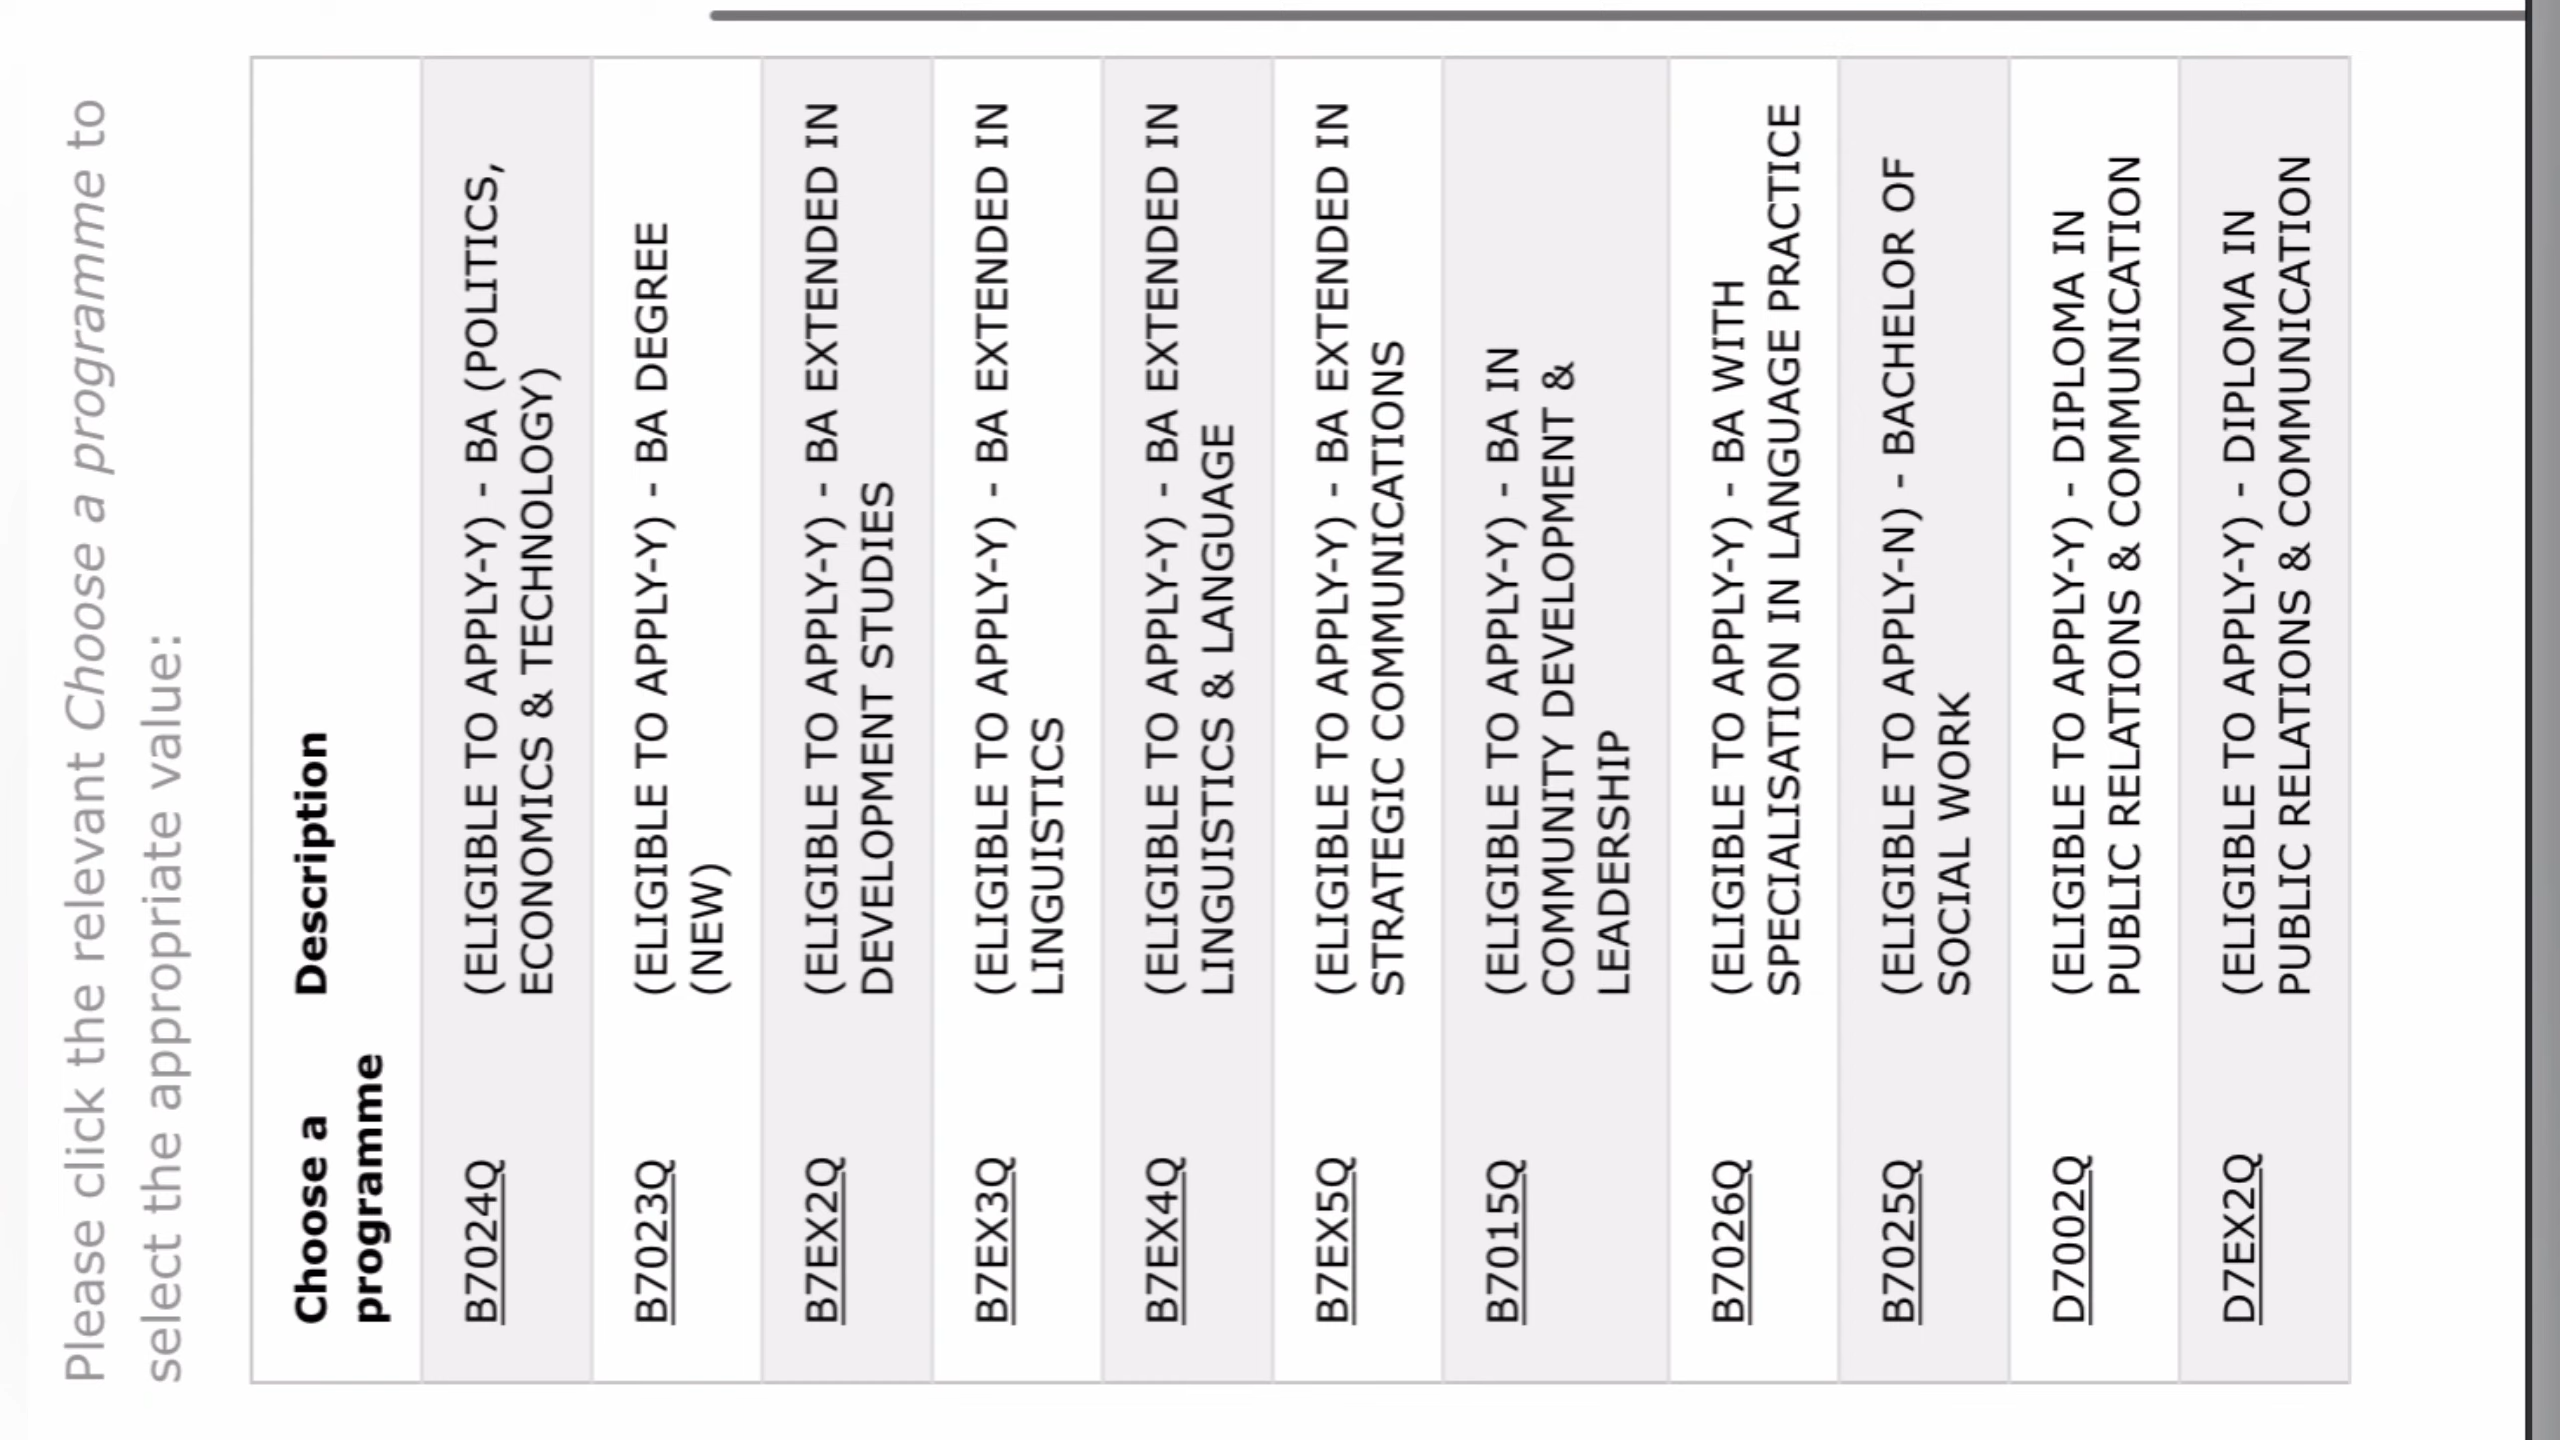 Please click the relevant Choose a programme to
select the appropriate value:
Choose a programme Description
B7024Q (ELIGIBLE TO APPLY-Y) - BA (POLITICS,
ECONOMICS & TECHNOLOGY)
B7023Q (ELIGIBLE TO APPLY-Y) - BA DEGREE
(NEW)
B7EX2Q (ELIGIBLE TO APPLY-Y) - BA EXTENDED IN
DEVELOPMENT STUDIES
B7EX3Q (ELIGIBLE TO APPLY-Y) - BA EXTENDED IN
LINGUISTICS
B7EX4Q (ELIGIBLE TO APPLY-Y) - BA EXTENDED IN
LINGUISTICS & LANGUAGE
B7EX5Q (ELIGIBLE TO APPLY-Y) - BA EXTENDED IN
STRATEGIC COMMUNICATIONS
B7015Q (ELIGIBLE TO APPLY-Y) - BA IN
COMMUNITY DEVELOPMENT &
LEADERSHIP
B7026Q (ELIGIBLE TO APPLY-Y) - BA WITH
SPECIALISATION IN LANGUAGE PRACTICE
B7025Q (ELIGIBLE TO APPLY-N) - BACHELOR OF
SOCIAL WORK
D7002Q (ELIGIBLE TO APPLY-Y) - DIPLOMA IN
PUBLIC RELATIONS & COMMUNICATION
D7EX2Q (ELIGIBLE TO APPLY-Y) - DIPLOMA IN
PUBLIC RELATIONS & COMMUNICATION